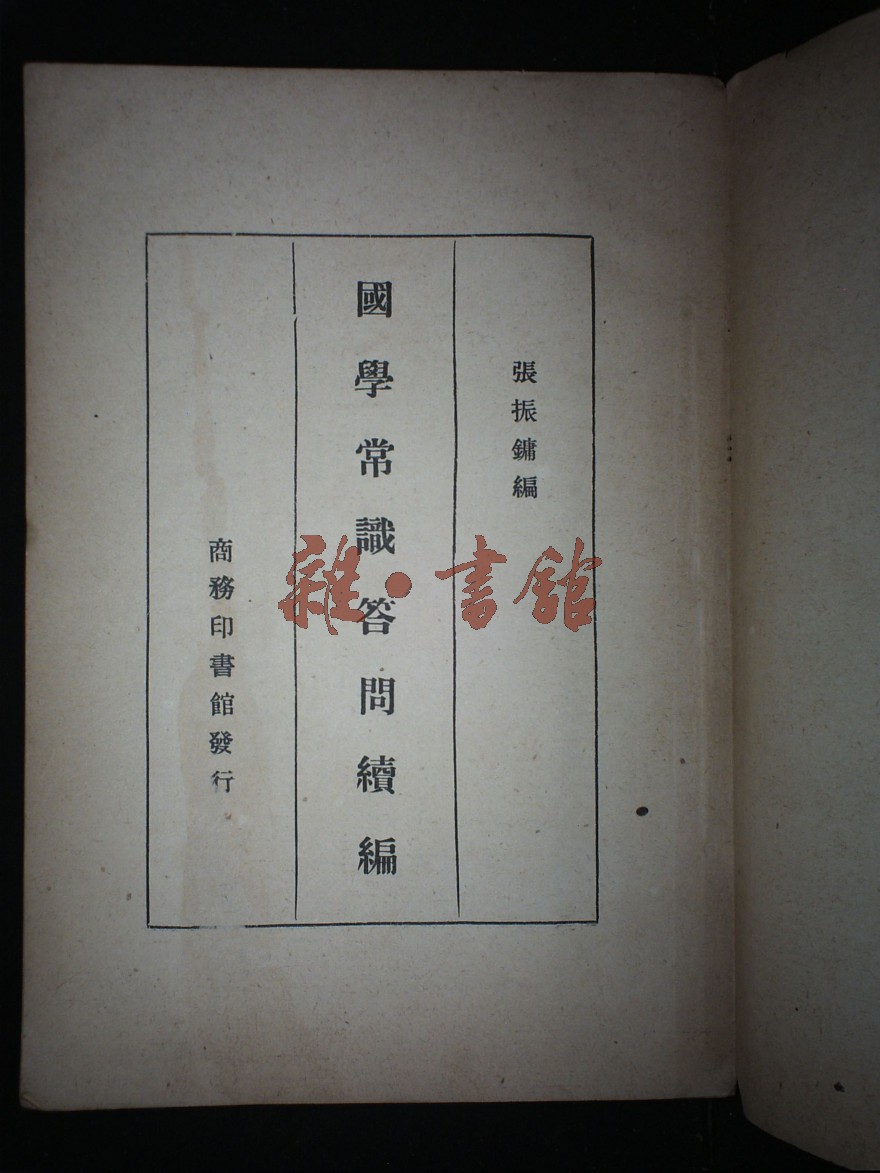 張振鏞編
國學常識答問續編
商務印書館發行
雜·書館